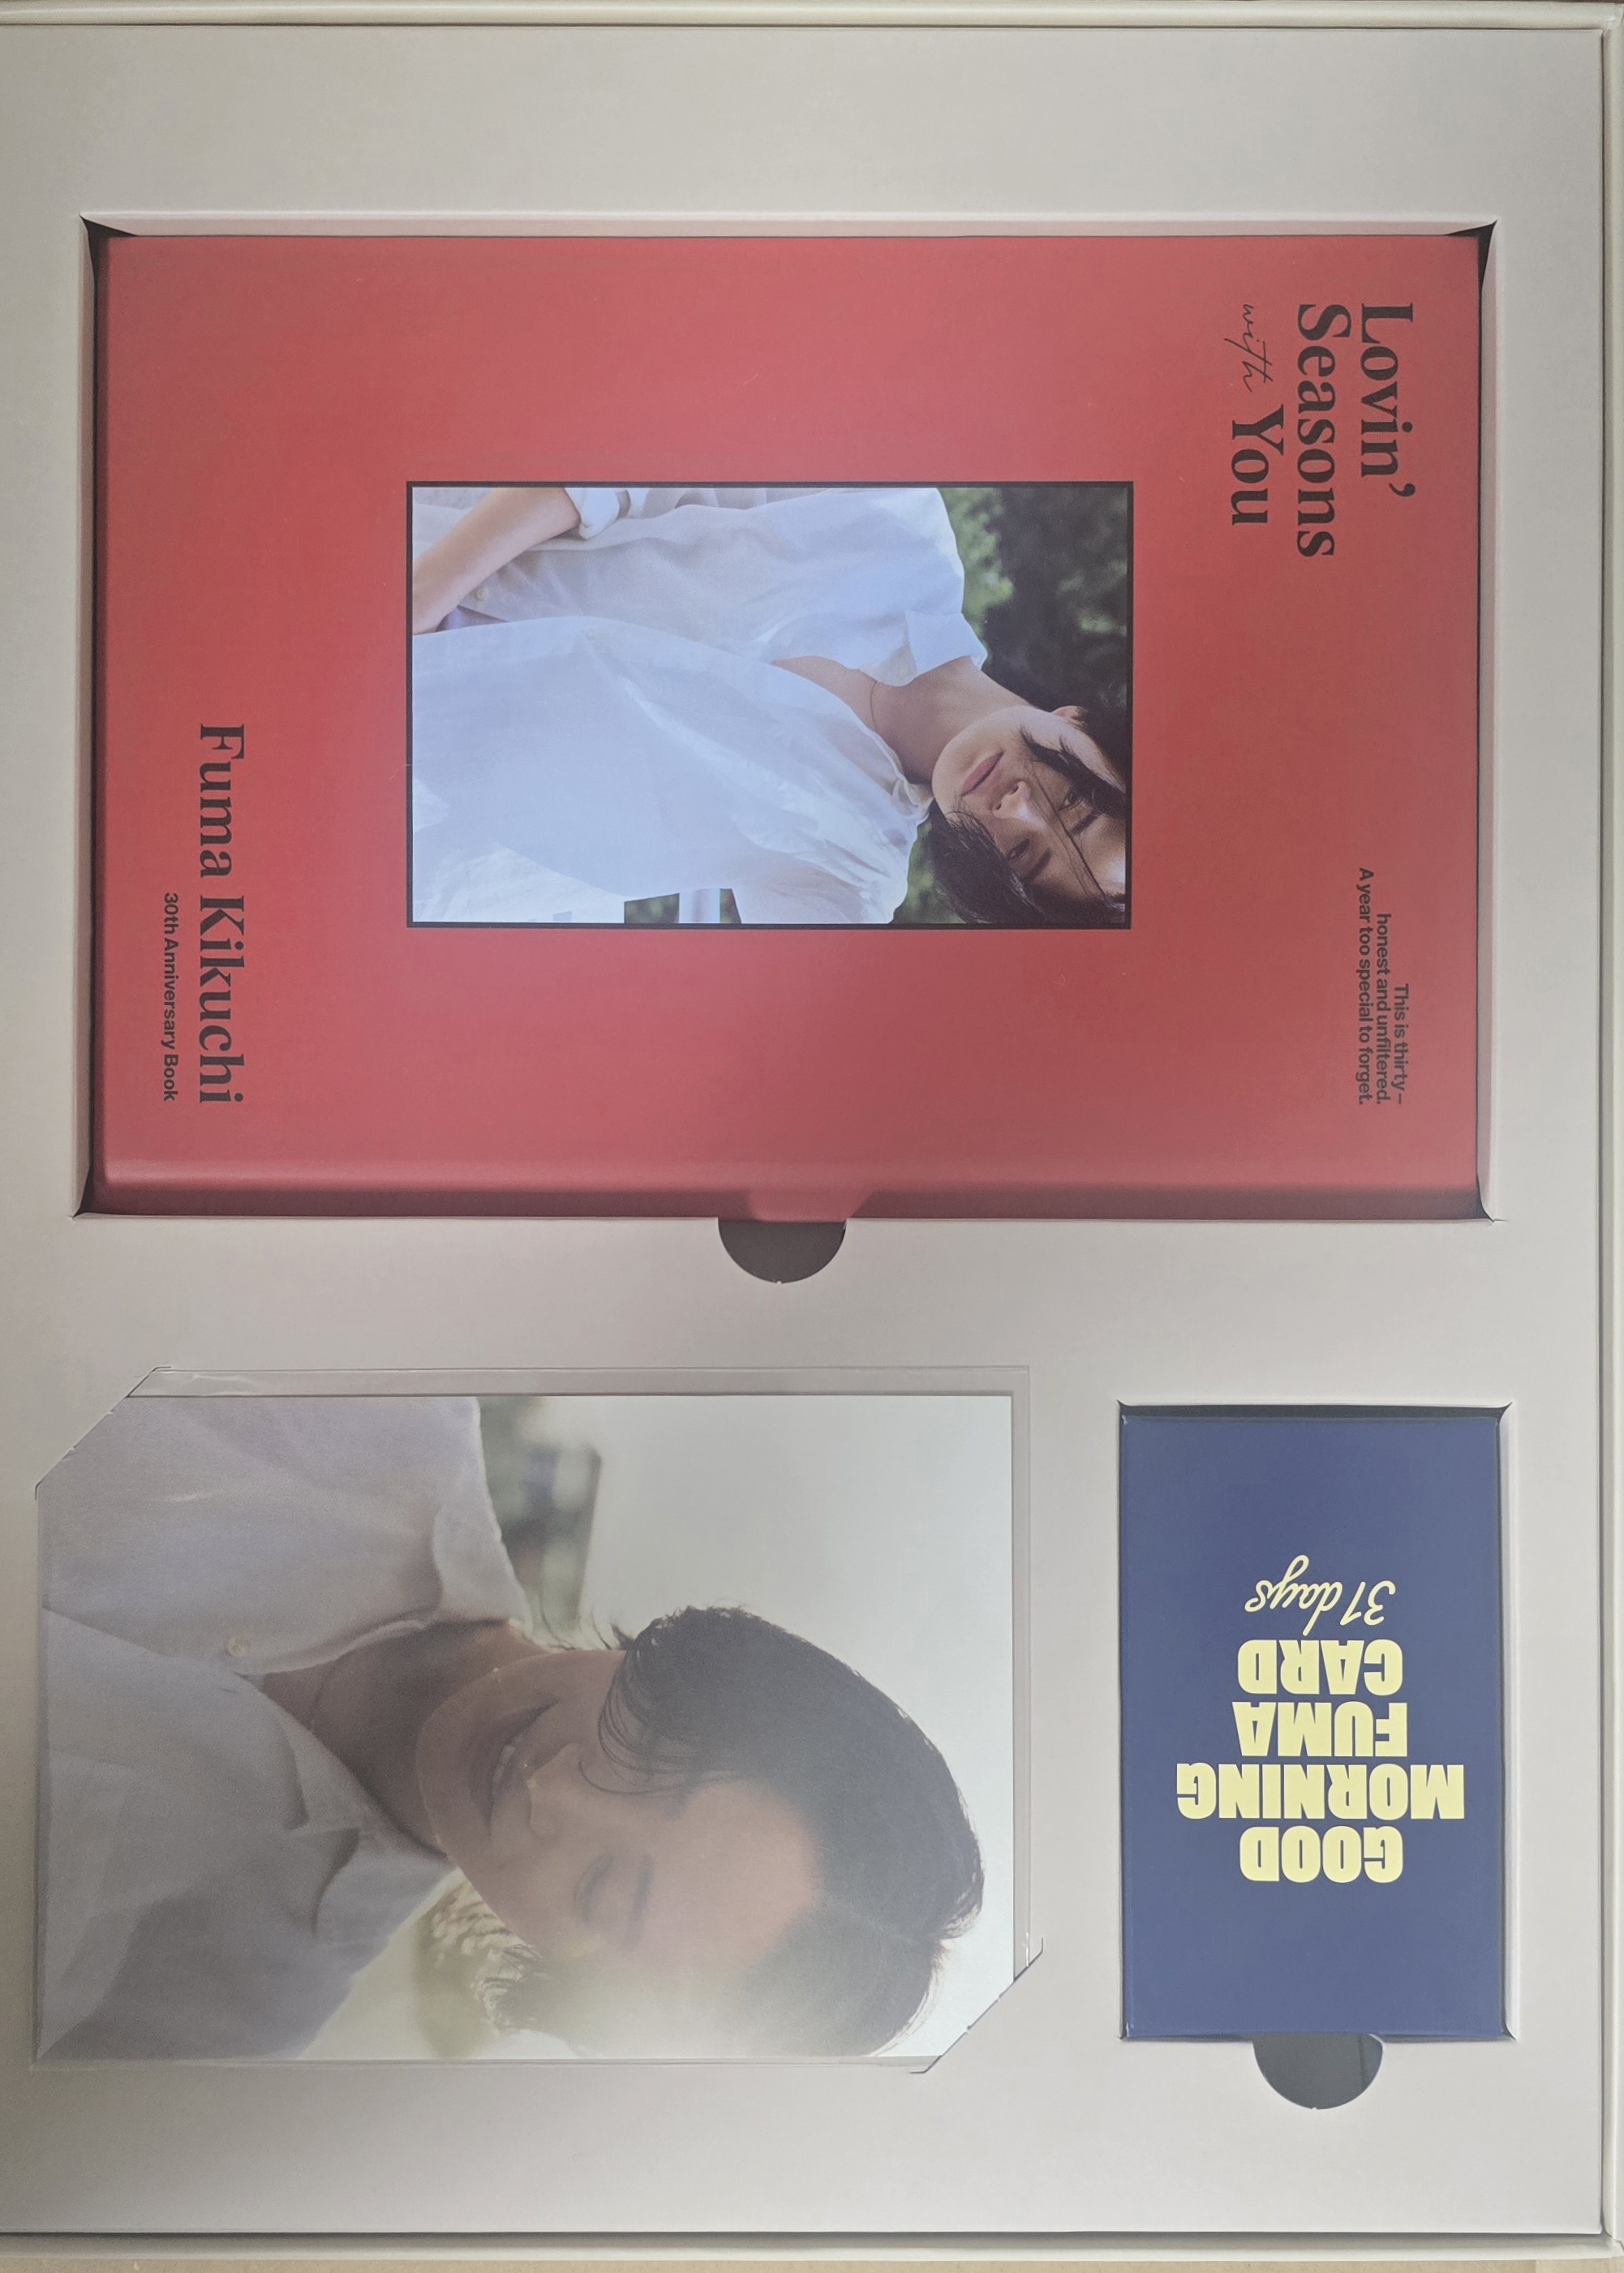 Lovin'
Seasons
with You
This is thirty–
honest and unfiltered.
A year too special to forget.
Fuma Kikuchi
30th Anniversary Book
GOOD
MORNING
FUMA
CARD
31 days